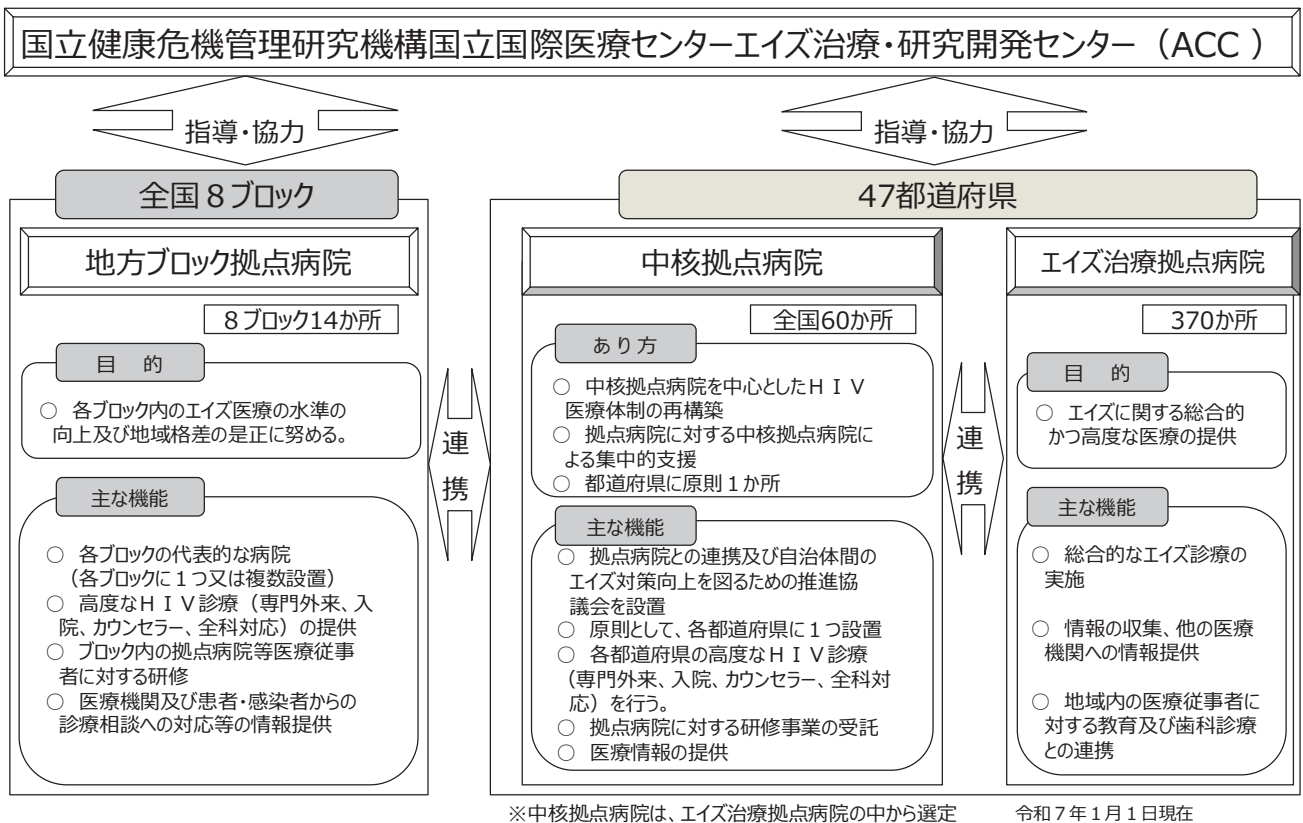 国立健康危機管理研究機構国立国際医療センターエイズ治療・研究開発センター（ACC ）
指導・協力
指導・協力
全国８ブロック
地方ブロック拠点病院
８ブロック14か所
目　的
○ 各ブロック内のエイズ医療の水準の
向上及び地域格差の是正に努める。
主な機能
○ 各ブロックの代表的な病院
（各ブロックに１つ又は複数設置）
○ 高度なＨＩＶ診療（専門外来、入
院、カウンセラー、全科対応）の提供
○ ブロック内の拠点病院等医療従事
者に対する研修
○ 医療機関及び患者・感染者からの
診療相談への対応等の情報提供
連
携
47都道府県
中核拠点病院
全国60か所
あり方
○ 中核拠点病院を中心としたＨＩＶ
医療体制の再構築
○ 拠点病院に対する中核拠点病院に
よる集中的支援
○ 都道府県に原則１か所
主な機能
○ 拠点病院との連携及び自治体間の
エイズ対策向上を図るための推進協
議会を設置
○ 原則として、各都道府県に１つ設置
○ 各都道府県の高度なＨＩＶ診療
（専門外来、入院、カウンセラー、全科対
応）を行う。
○ 拠点病院に対する研修事業の受託
○ 医療情報の提供
連
携
エイズ治療拠点病院
370か所
目　的
○ エイズに関する総合的
かつ高度な医療の提供
主な機能
○ 総合的なエイズ診療の
実施
○ 情報の収集、他の医療
機関への情報提供
○ 地域内の医療従事者に
対する教育及び歯科診療
との連携
※中核拠点病院は、エイズ治療拠点病院の中から選定
令和７年１月１日現在